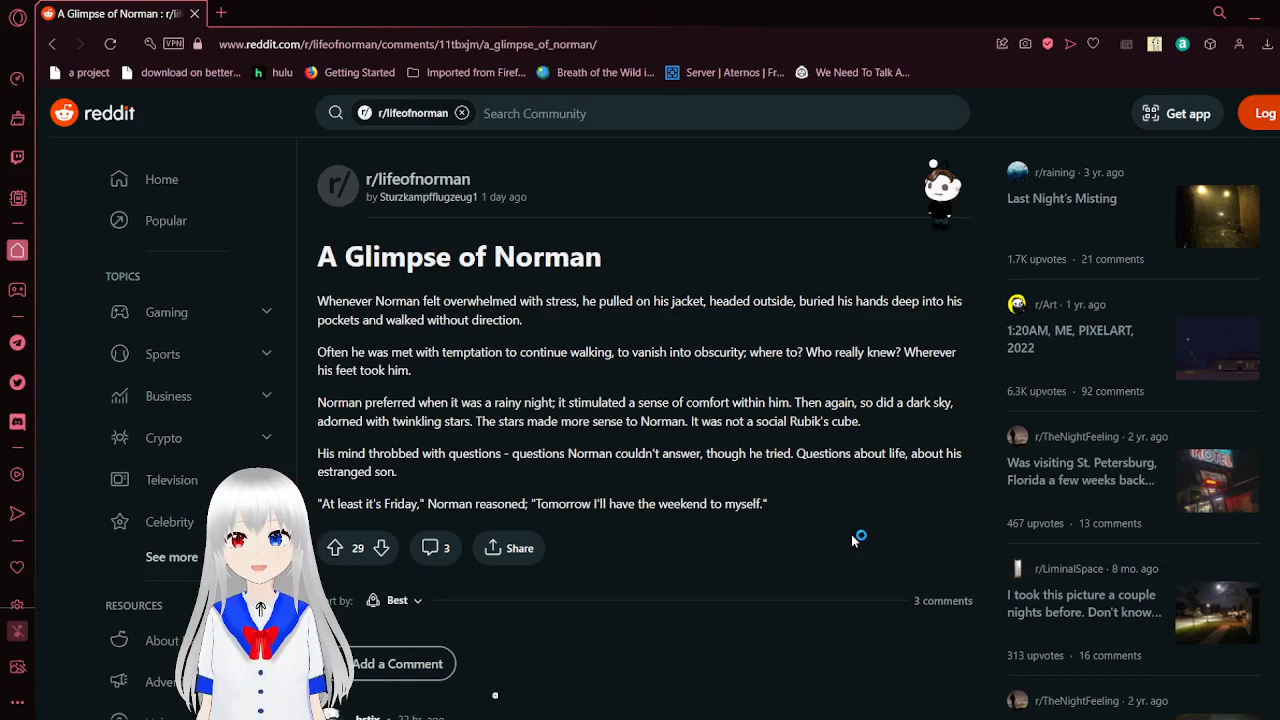 A Glimpse of Norman : r/li
VPN
www.reddit.com/r/lifeofnorman/comments/11tbxjm/a_glimpse_of_norman/
a project
download on better...
hulu
Getting Started
Imported from Firef...
Breath of the Wild i...
Server | Aternos | Fr...
We Need To Talk A...
reddit
r/lifeofnorman
Search Community
Get app
Log
Home
Popular
TOPICS
Gaming
Sports
Business
Crypto
Television
Celebrity
See more
RESOURCES
About
Adve
r/lifeofnorman
by Sturzkampfflugzeug1 1 day ago
A Glimpse of Norman
Whenever Norman felt overwhelmed with stress, he pulled on his jacket, headed outside, buried his hands deep into his
pockets and walked without direction.
Often he was met with temptation to continue walking, to vanish into obscurity; where to? Who really knew? Wherever
his feet took him.
Norman preferred when it was a rainy night; it stimulated a sense of comfort within him. Then again, so did a dark sky,
adorned with twinkling stars. The stars made more sense to Norman. It was not a social Rubik's cube.
His mind throbbed with questions - questions Norman couldn't answer, though he tried. Questions about life, about his
estranged son.
"At least it's Friday," Norman reasoned; "Tomorrow I'll have the weekend to myself."
29
3
Share
ort by:
Best
3 comments
Add a Comment
r/raining · 3 yr. ago
Last Night's Misting
1.7K upvotes · 21 comments
r/Art · 1 yr. ago
1:20AM, ME, PIXELART,
2022
6.3K upvotes · 92 comments
r/TheNightFeeling · 2 yr. ago
Was visiting St. Petersburg,
Florida a few weeks back...
MOTEL
467 upvotes · 13 comments
r/LiminalSpace · 8 mo. ago
I took this picture a couple
nights before. Don't know...
313 upvotes · 16 comments
r/TheNightFeeling · 2 yr. ago